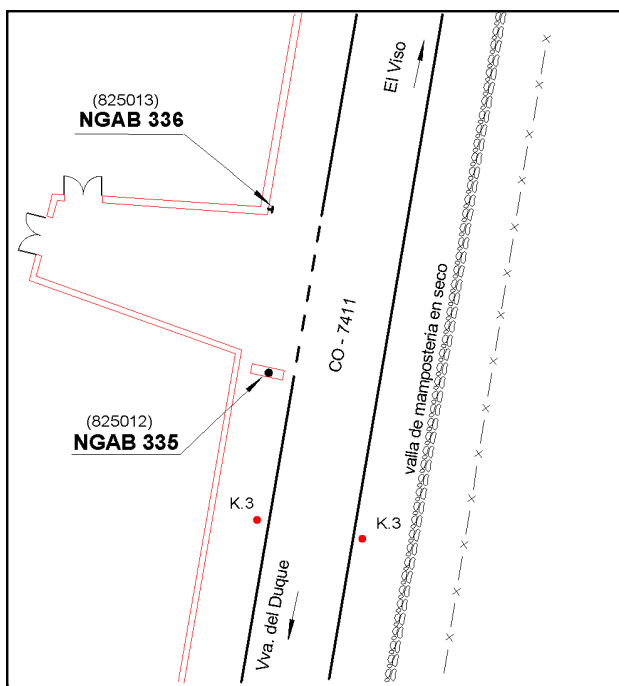 El Viso
(825013)
NGAB 336
CO - 7411
valla de mampostería en seco
(825012)
NGAB 335
K.3
K.3
Vva. del Duque